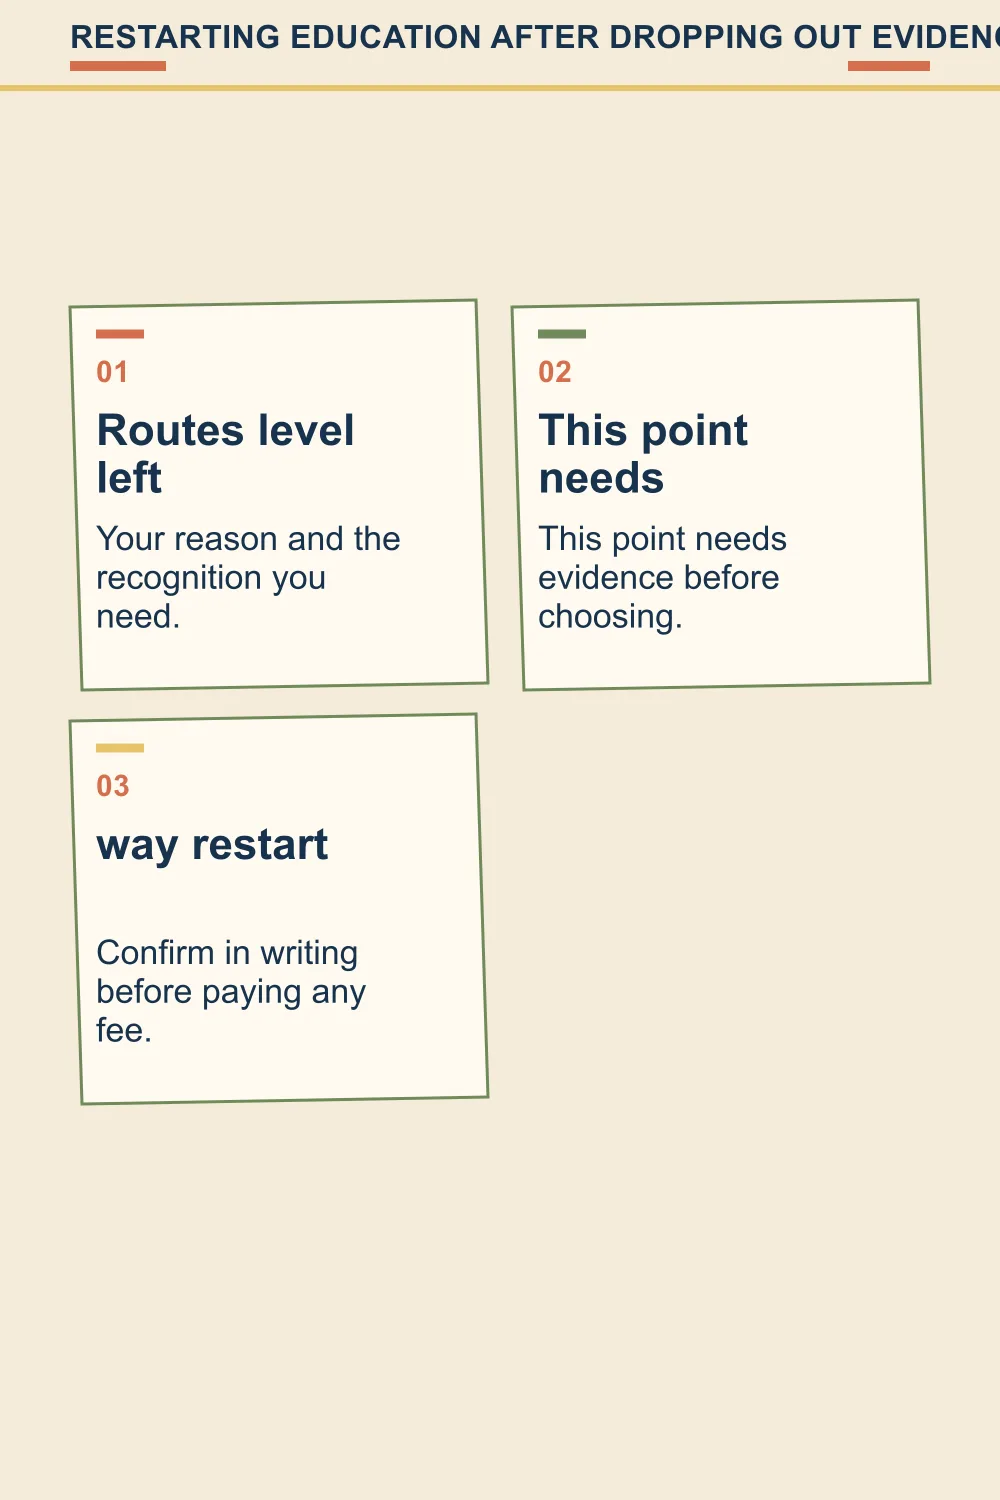 RESTARTING EDUCATION AFTER DROPPING OUT
01
Routes level
left
Your reason and the
recognition you
need.
02
This point
needs
This point needs
evidence before
choosing.
03
way restart
Confirm in writing
before paying any
fee.